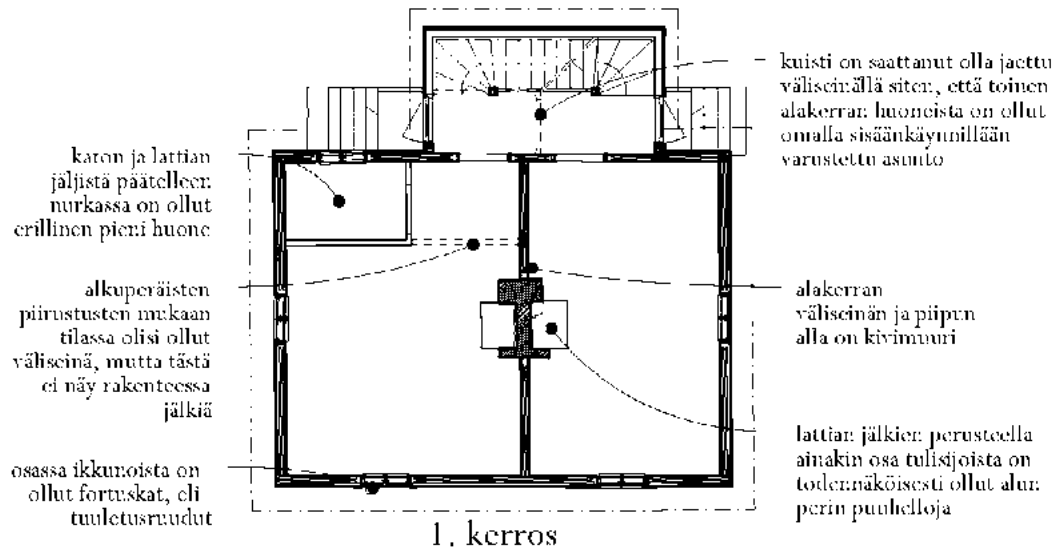 kuisti on saattanut olla jaettu
väliseinällä siten, että toinen
alakerran huoneista on ollut
omalla sisäänkäynnillään
varustettu asunto
katon ja lattian
jäljistä päätellen
nurkassa on ollut
erillinen pieni huone
alkuperäisten
piirustusten mukaan
tilassa olisi ollut
väliseinä, mutta tästä
ei näy rakenteessa
jälkiä
alakerran
väliseinän ja piipun
alla on kivimuuri
osassa ikkunoista on
ollut fortuskat, eli
tuuletusruudut
lattian jälkien perusteella
ainakin osa tulisijoista on
todennäköisesti ollut alun
perin puuhelloja
1. kerros